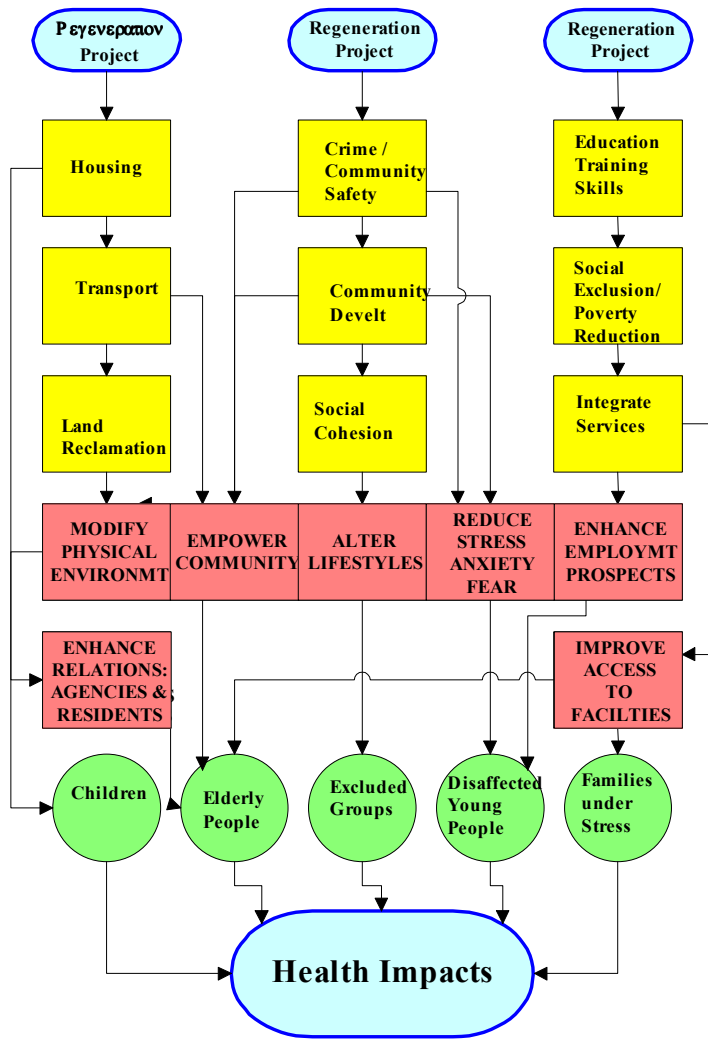 Ρεγενερατιον
Project
Regeneration
Project
Regeneration
Project
Housing
Crime /
Community
Safety
Education
Training
Skills
Transport
Community
Develt
Social
Exclusion/
Poverty
Reduction
Land
Reclamation
Social
Cohesion
Integrate
Services
MODIFY
PHYSICAL
ENVIRONMT
EMPOWER
COMMUNITY
ALTER
LIFESTYLES
REDUCE
STRESS
ANXIETY
FEAR
ENHANCE
EMPLOYMT
PROSPECTS
ENHANCE
RELATIONS:
AGENCIES &
RESIDENTS
IMPROVE
ACCESS
TO
FACILTIES
Children
Elderly
People
Excluded
Groups
Disaffected
Young
People
Families
under
Stress
Health Impacts